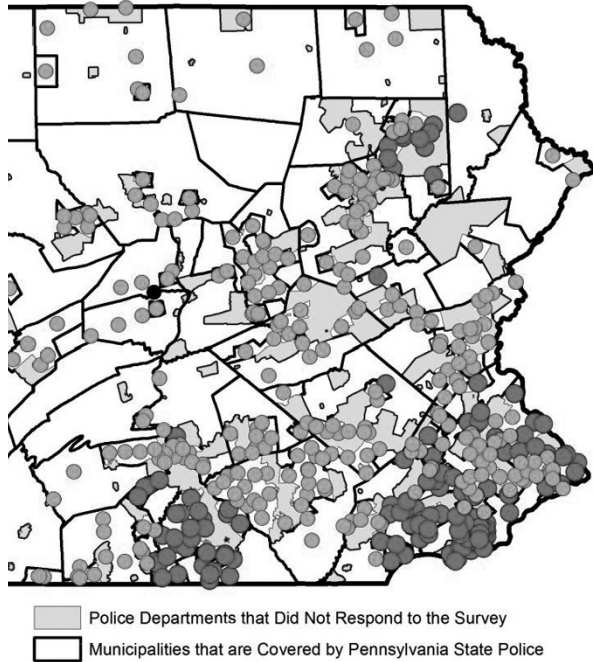 Police Departments that Did Not Respond to the Survey
Municipalities that are Covered by Pennsylvania State Police